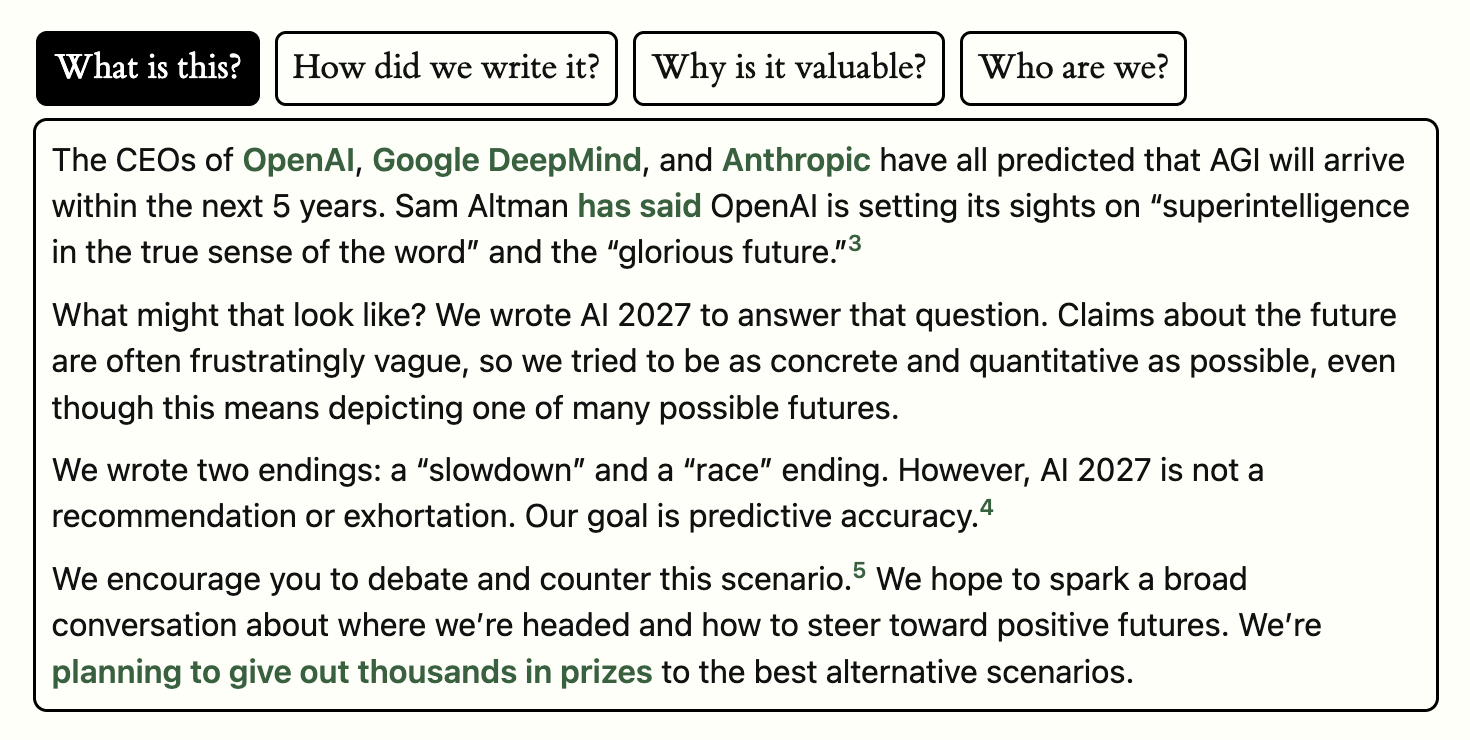 What is this? How did we write it? Why is it valuable? Who are we?
The CEOs of OpenAI, Google DeepMind, and Anthropic have all predicted that AGI will arrive
within the next 5 years. Sam Altman has said OpenAI is setting its sights on “superintelligence
in the true sense of the word” and the “glorious future.”3
What might that look like? We wrote AI 2027 to answer that question. Claims about the future
are often frustratingly vague, so we tried to be as concrete and quantitative as possible, even
though this means depicting one of many possible futures.
We wrote two endings: a “slowdown” and a “race” ending. However, AI 2027 is not a
recommendation or exhortation. Our goal is predictive accuracy.4
We encourage you to debate and counter this scenario.5 We hope to spark a broad
conversation about where we’re headed and how to steer toward positive futures. We’re
planning to give out thousands in prizes to the best alternative scenarios.